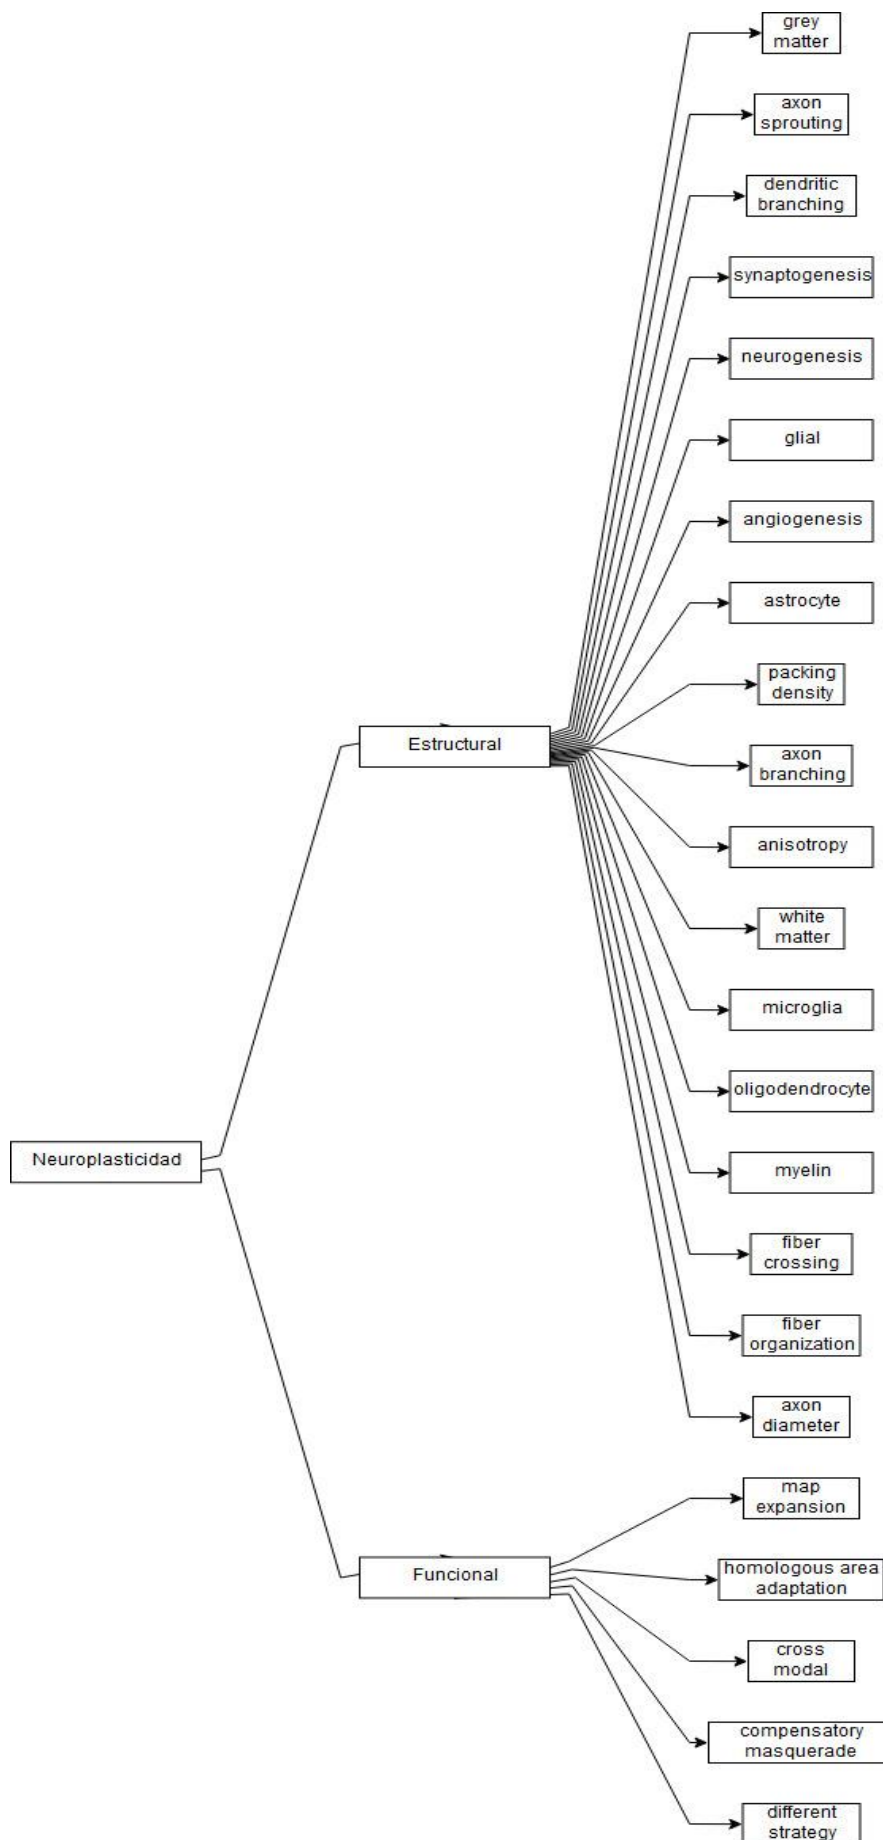 grey
matter
axon
sprouting
dendritic
branching
synaptogenesis
neurogenesis
glial
angiogenesis
astrocyte
packing
density
Estructural
axon
branching
anisotropy
white
matter
microglia
oligodendrocyte
Neuroplasticidad
myelin
fiber
crossing
fiber
organization
axon
diameter
map
expansion
Funcional
homologous area
adaptation
cross
modal
compensatory
masquerade
different
strategy